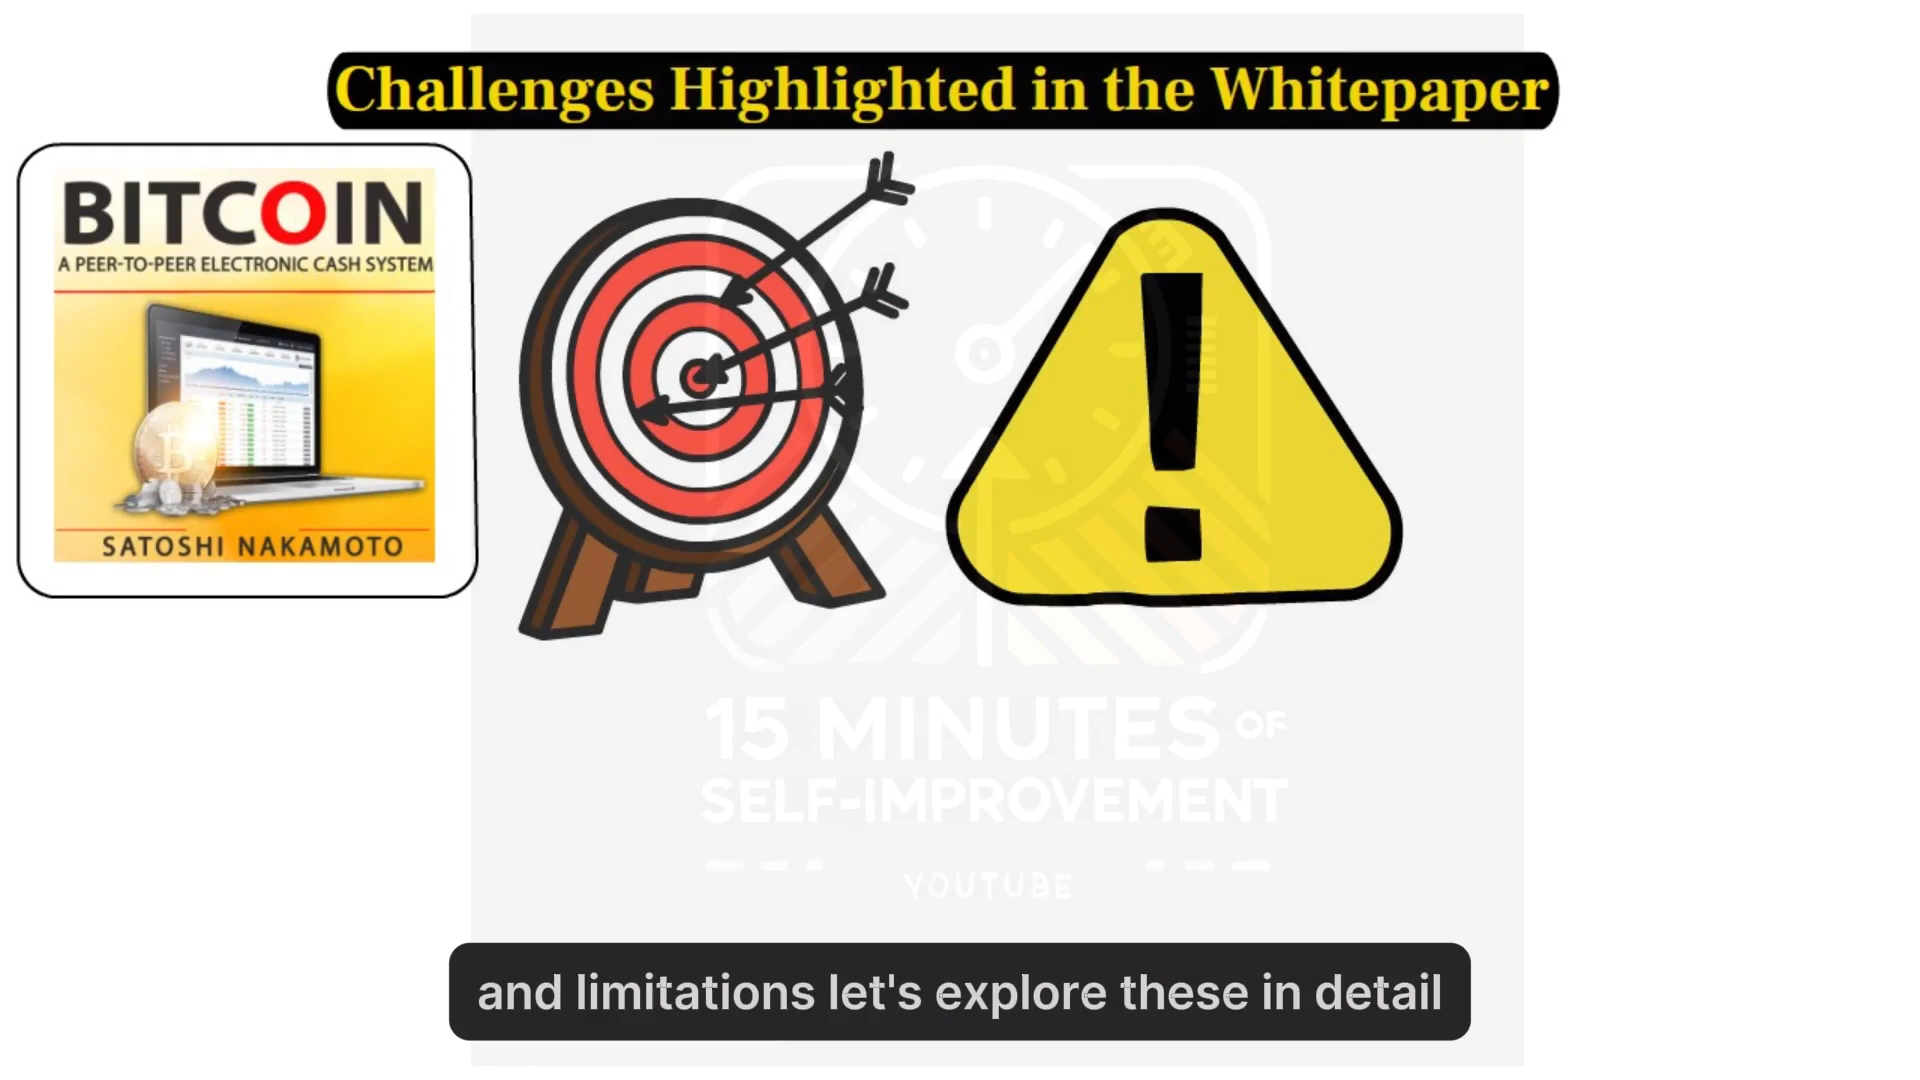 Challenges Highlighted in the Whitepaper
BITCOIN
A PEER-TO-PEER ELECTRONIC CASH SYSTEM
SATOSHI NAKAMOTO
15 MINUTES OF
SELF-IMPROVEMENT
YOUTUBE
and limitations let's explore these in detail